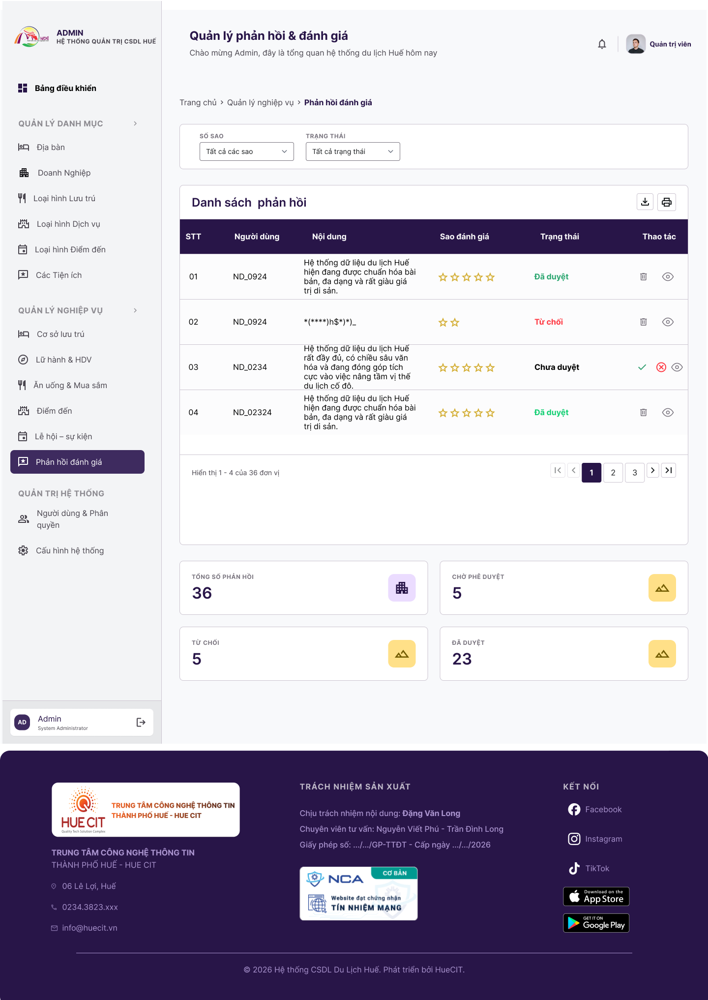 ADMIN
HỆ THỐNG QUẢN TRỊ CSDL HUẾ
Bảng điều khiển
QUẢN LÝ DANH MỤC
Địa bàn
Doanh Nghiệp
Loại hình Lưu trú
Loại hình Dịch vụ
Loại hình Điểm đến
Các Tiện ích
QUẢN LÝ NGHIỆP VỤ
Cơ sở lưu trú
Lữ hành & HDV
Ăn uống & Mua sắm
Điểm đến
Lễ hội – sự kiện
Phản hồi đánh giá
QUẢN TRỊ HỆ THỐNG
Người dùng & Phân
quyền
Cấu hình hệ thống
AD
Admin
System Administrator
Quản lý phản hồi & đánh giá
Chào mừng Admin, đây là tổng quan hệ thống du lịch Huế hôm nay
Quản trị viên
Trang chủ > Quản lý nghiệp vụ > Phản hồi đánh giá
SỐ SAO
Tất cả các sao
TRẠNG THÁI
Tất cả trạng thái
Danh sách phản hồi
STT Người dùng Nội dung Sao đánh giá Trạng thái Thao tác
01 ND_0924
Hệ thống dữ liệu du lịch Huế
hiện đang được chuẩn hóa bài
bản, đa dạng và rất giàu giá
trị di sản.
Đã duyệt
02 ND_0924 *(****)h$*)*)_ Từ chối
03 ND_0234
Hệ thống dữ liệu du lịch Huế
rất đầy đủ, có chiều sâu văn
hóa và đang đóng góp tích
cực vào việc nâng tầm vị thế
du lịch cố đô.
Chưa duyệt
04 ND_02324
Hệ thống dữ liệu du lịch Huế
hiện đang được chuẩn hóa bài
bản, đa dạng và rất giàu giá
trị di sản.
Đã duyệt
Hiển thị 1 - 4 của 36 đơn vị
1 2 3
TỔNG SỐ PHẢN HỒI
36
CHỜ PHÊ DUYỆT
5
TỪ CHỐI
5
ĐÃ DUYỆT
23
HUE CIT
Quality Tech Solution Complex
TRUNG TÂM CÔNG NGHỆ THÔNG TIN
THÀNH PHỐ HUẾ - HUE CIT
TRUNG TÂM CÔNG NGHỆ THÔNG TIN
THÀNH PHỐ HUẾ - HUE CIT
06 Lê Lợi, Huế
0234.3823.xxx
info@huecit.vn
TRÁCH NHIỆM SẢN XUẤT
Chịu trách nhiệm nội dung: Đặng Văn Long
Chuyên viên tư vấn: Nguyễn Viết Phú - Trần Đình Long
Giấy phép số: .../.../GP-TTĐT - Cấp ngày .../.../2026
NCA
CƠ BẢN
Website đạt chứng nhận
TÍN NHIỆM MẠNG
KẾT NỐI
Facebook
Instagram
TikTok
Download on the
App Store
GET IT ON
Google Play
© 2026 Hệ thống CSDL Du Lịch Huế. Phát triển bởi HueCIT.